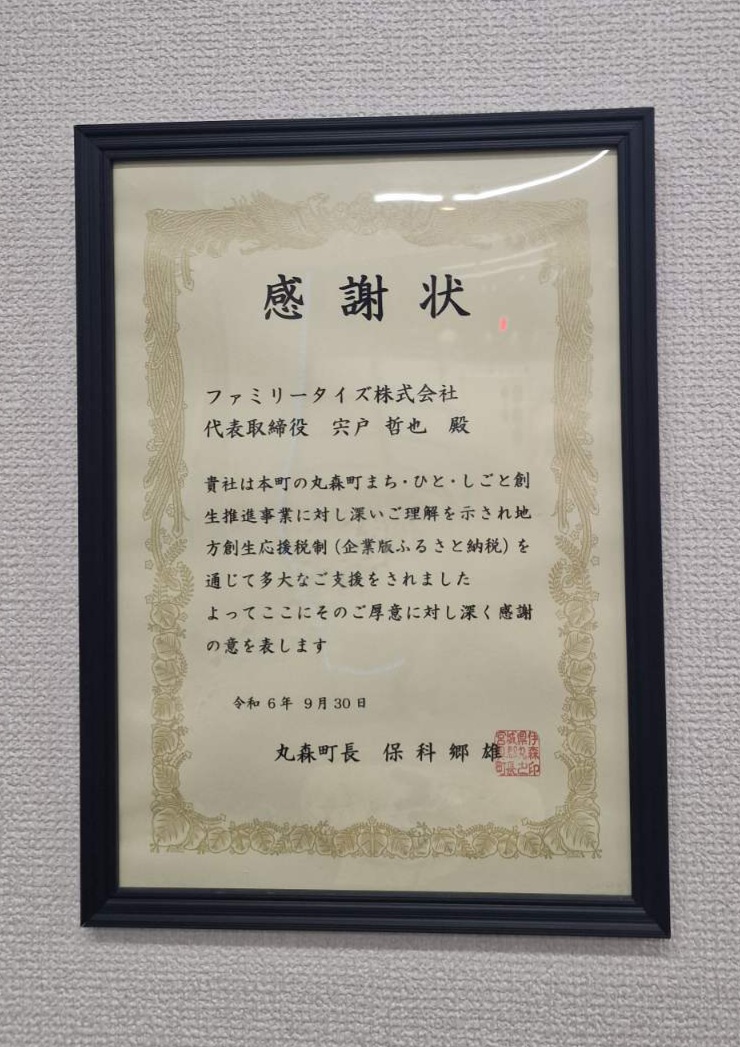 感謝状
ファミリータイズ株式会社
代表取締役 宍戸 哲也 殿
貴社は本町の丸森町まち・ひと・しごと創
生推進事業に対し深いご理解を示され地
方創生応援税制(企業版ふるさと納税)を
通じて多大なご支援をされました
よってここにそのご厚意に対し深く感謝
の意を表します
令和6年 9月30日
丸森町長 保科郷雄